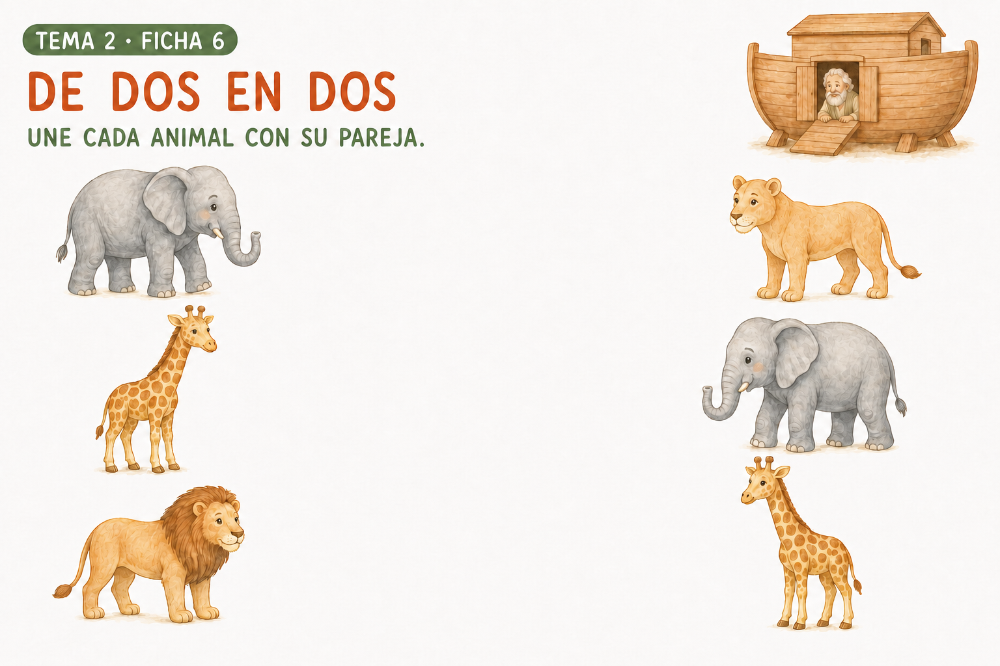 TEMA 2 • FICHA 6
DE DOS EN DOS
UNE CADA ANIMAL CON SU PAREJA.